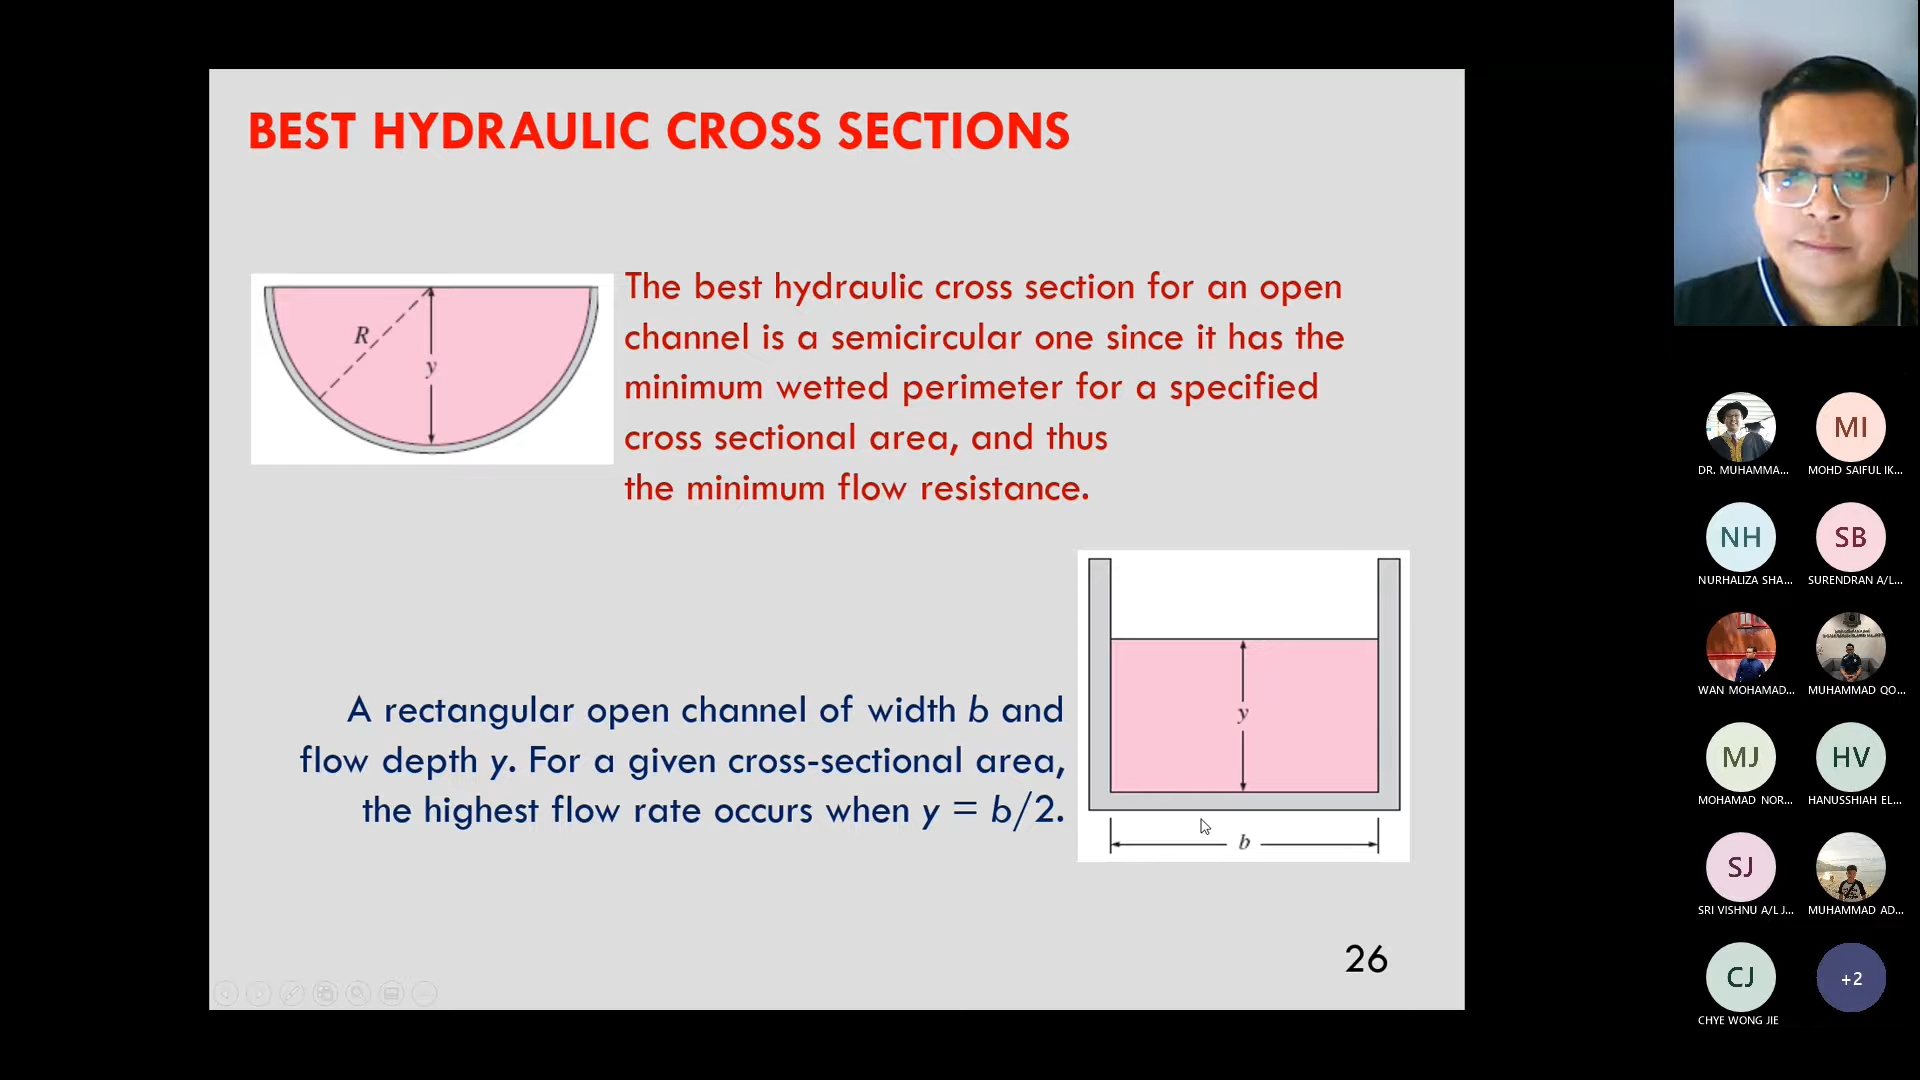 BEST HYDRAULIC CROSS SECTIONS
R
y
The best hydraulic cross section for an open
channel is a semicircular one since it has the
minimum wetted perimeter for a specified
cross sectional area, and thus
the minimum flow resistance.
A rectangular open channel of width b and
flow depth y. For a given cross-sectional area,
the highest flow rate occurs when y = b/2.
y
b
26
DR. MUHAMMA...
MI
MOHD SAIFUL IK...
NH
NURHALIZA SHA...
SB
SURENDRAN A/L...
WAN MOHAMAD...
MUHAMMAD QO...
MJ
MOHAMAD NOR...
HV
HANUSSHIAH EL...
SJ
SRI VISHNU A/L J...
MUHAMMAD AD...
CJ
CHYE WONG JIE
+2